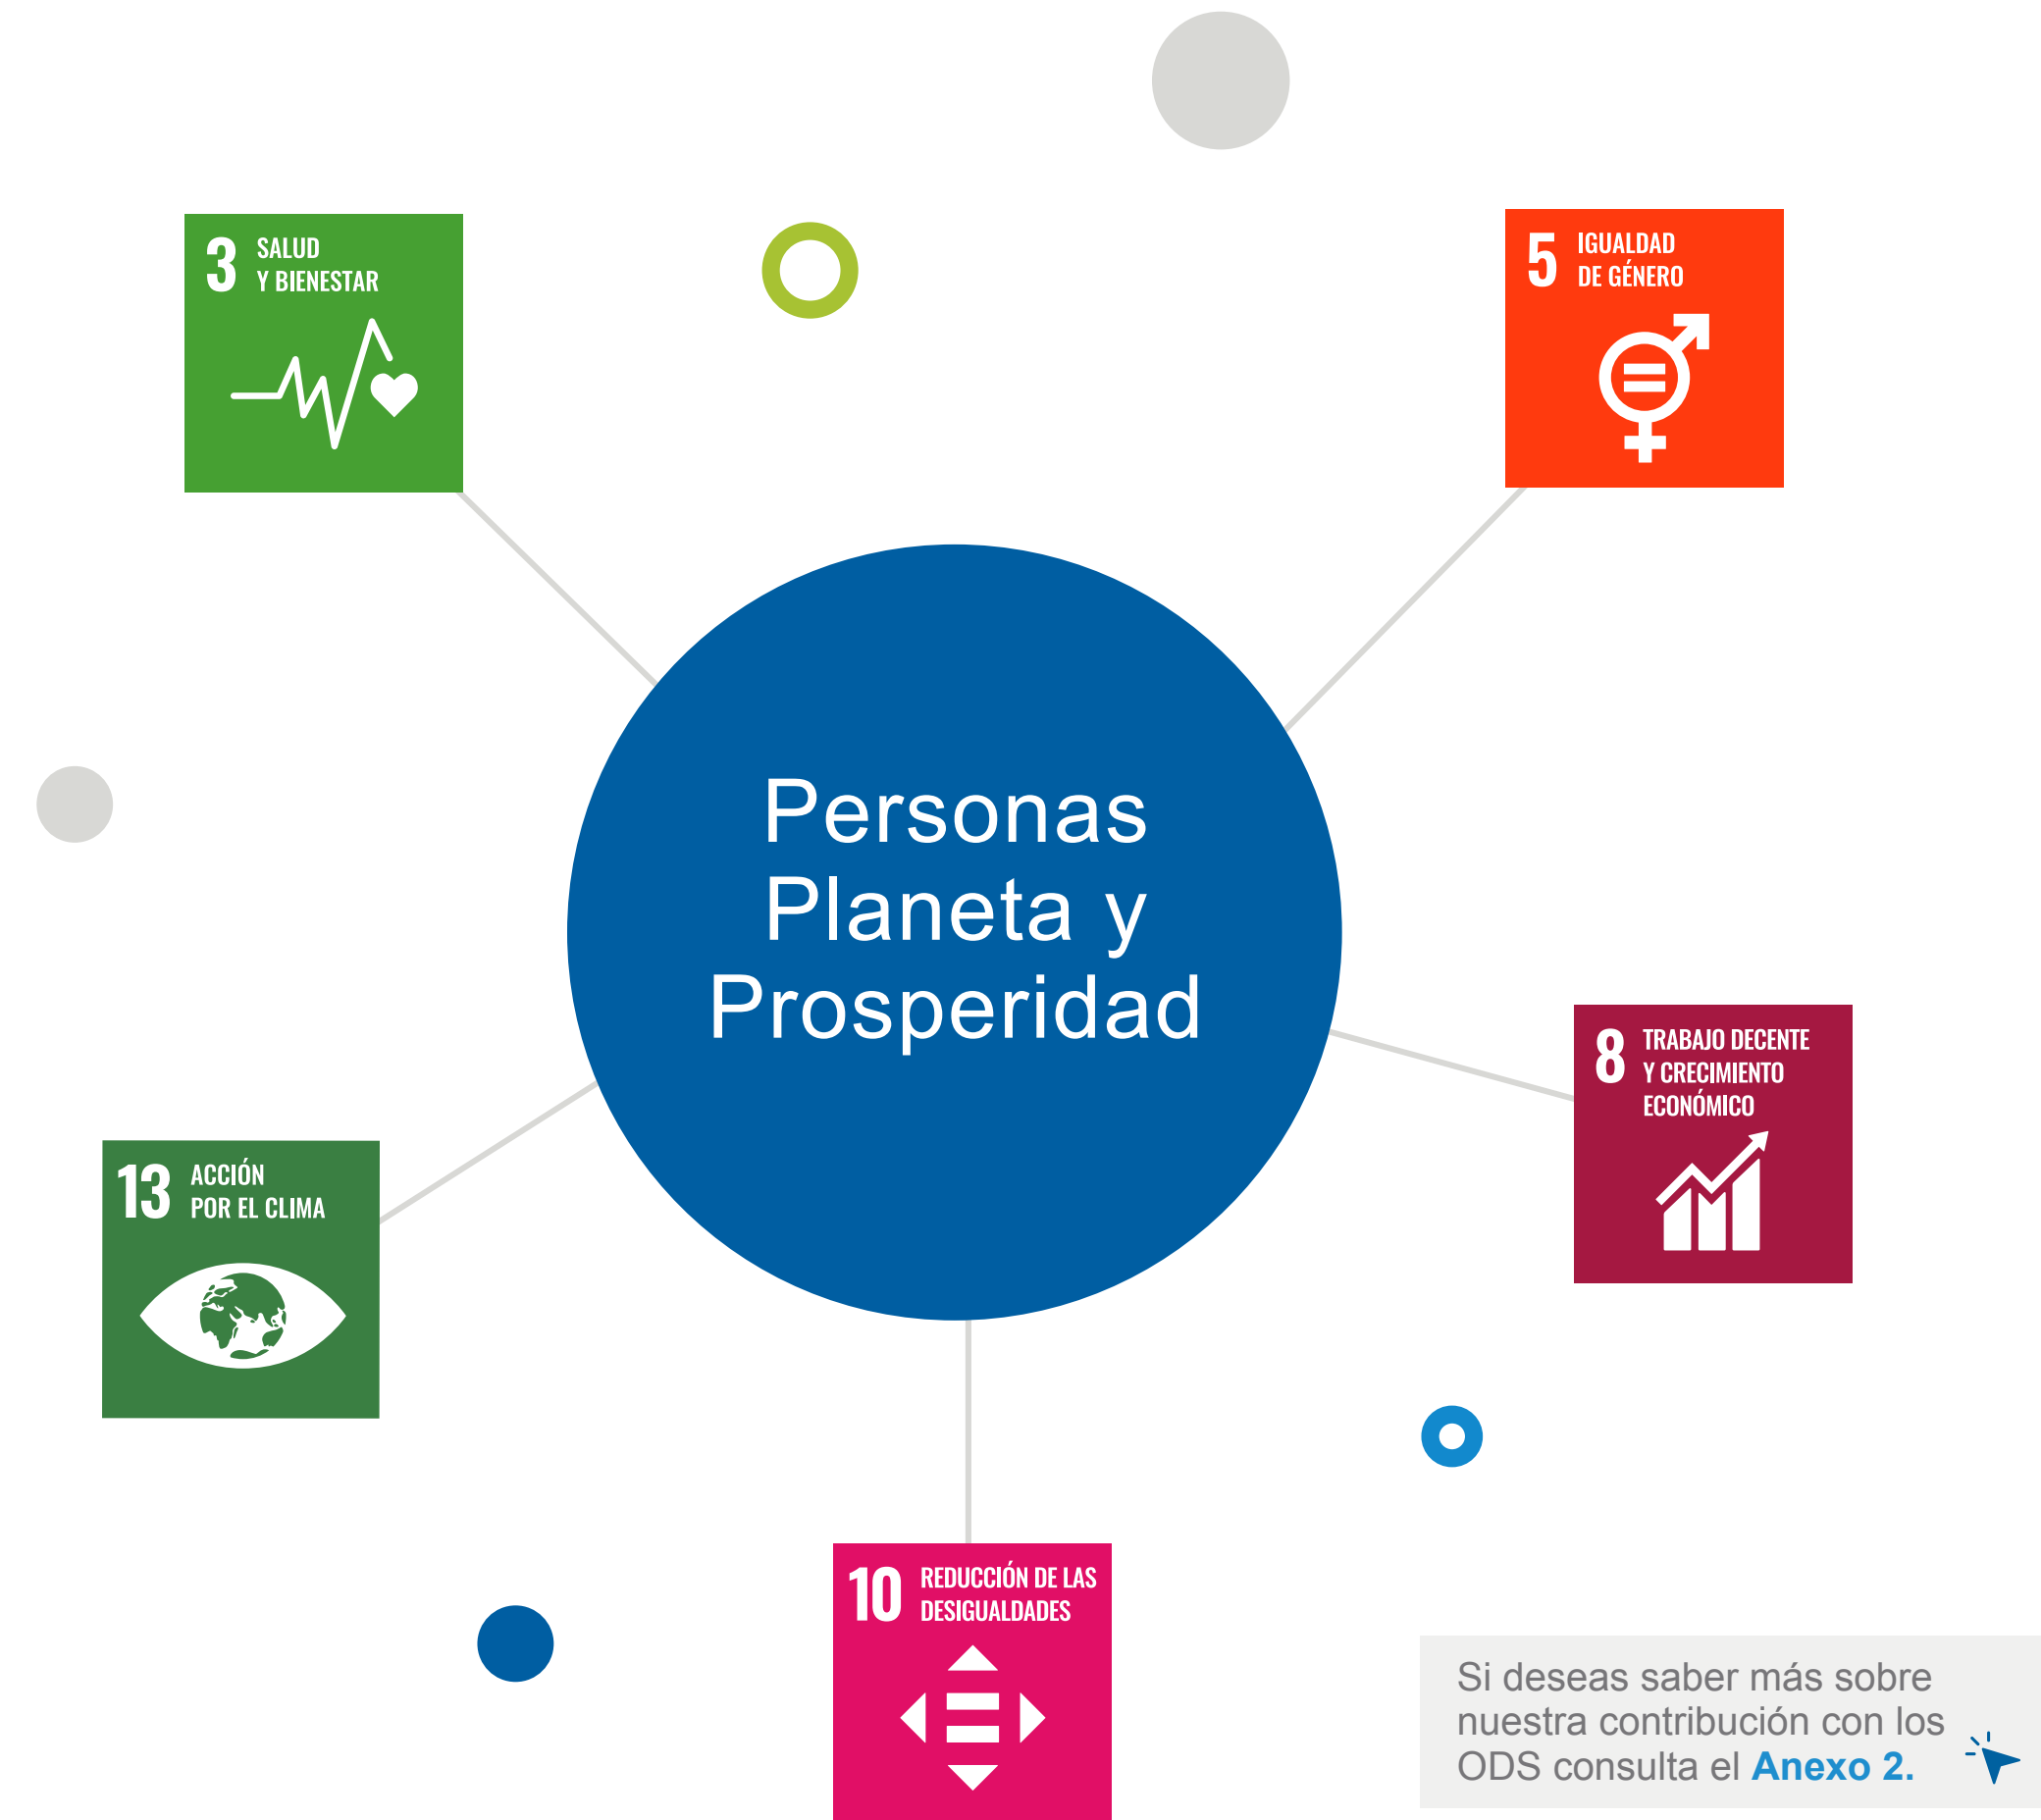 3 SALUD
Y BIENESTAR
5 IGUALDAD
DE GÉNERO
Personas
Planeta y
Prosperidad
8 TRABAJO DECENTE
Y CRECIMIENTO
ECONÓMICO
13 ACCIÓN
POR EL CLIMA
10 REDUCCIÓN DE LAS
DESIGUALDADES
Si deseas saber más sobre
nuestra contribución con los
ODS consulta el Anexo 2.